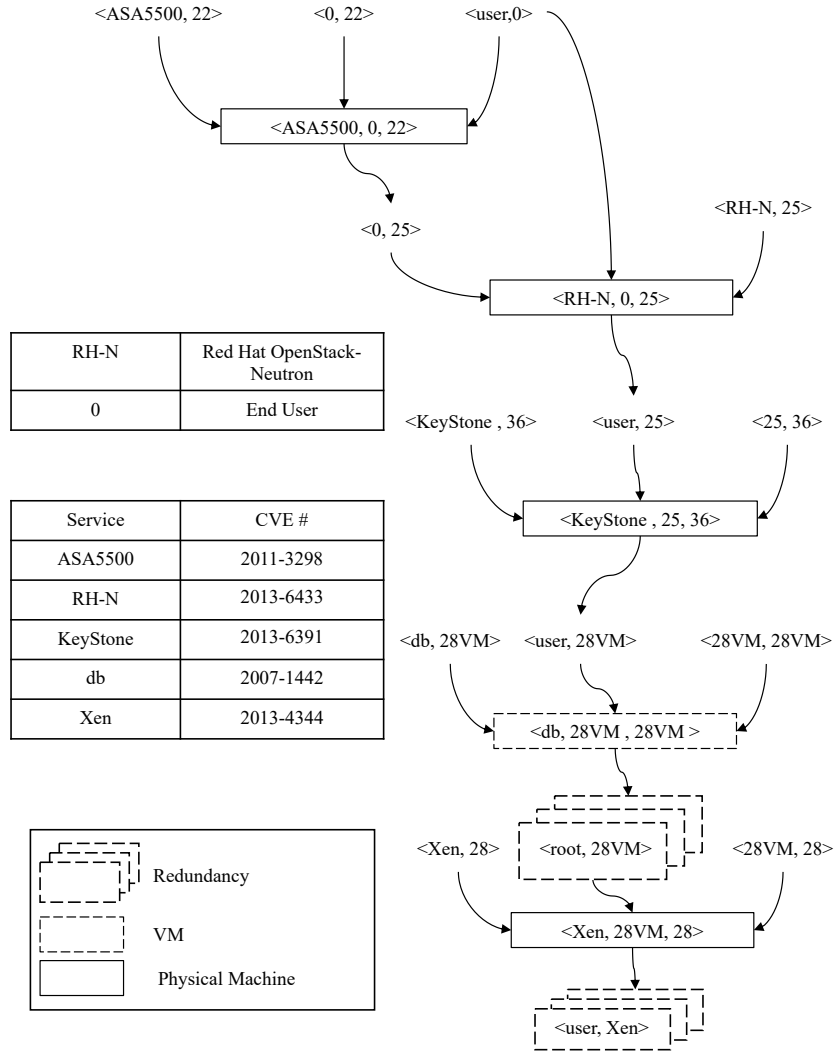 <ASA5500, 22>
<0, 22>
<user,0>
<ASA5500, 0, 22>
<RH-N, 25>
<0, 25>
<RH-N, 0, 25>
RH-N
Red Hat OpenStack-
Neutron
0
End User
<KeyStone , 36>
<user, 25>
<25, 36>
Service
CVE #
<KeyStone , 25, 36>
ASA5500
2011-3298
RH-N
2013-6433
KeyStone
2013-6391
db
2007-1442
Xen
2013-4344
<db, 28VM>
<user, 28VM>
<28VM, 28VM>
<db, 28VM , 28VM >
<Xen, 28>
<root, 28VM>
<28VM, 28>
<Xen, 28VM, 28>
<user, Xen>
Redundancy
VM
Physical Machine